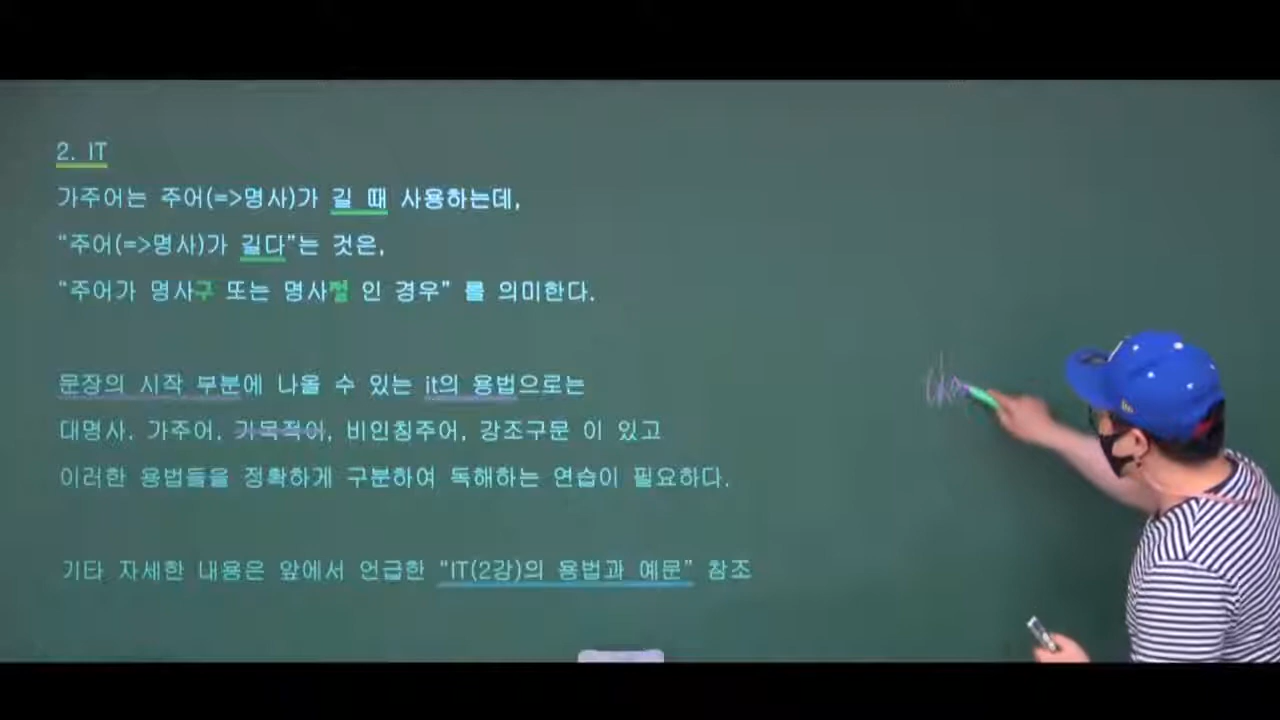 2. IT
가주어는 주어(=>명사)가 길 때 사용하는데,
“주어(=>명사)가 길다”는 것은,
“주어가 명사구 또는 명사절 인 경우” 를 의미한다.
문장의 시작 부분에 나올 수 있는 it의 용법으로는
대명사, 가주어, 가목적어, 비인칭주어, 강조구문 이 있고
이러한 용법들을 정확하게 구분하여 독해하는 연습이 필요하다.
기타 자세한 내용은 앞에서 언급한 “IT(2강)의 용법과 예문” 참조